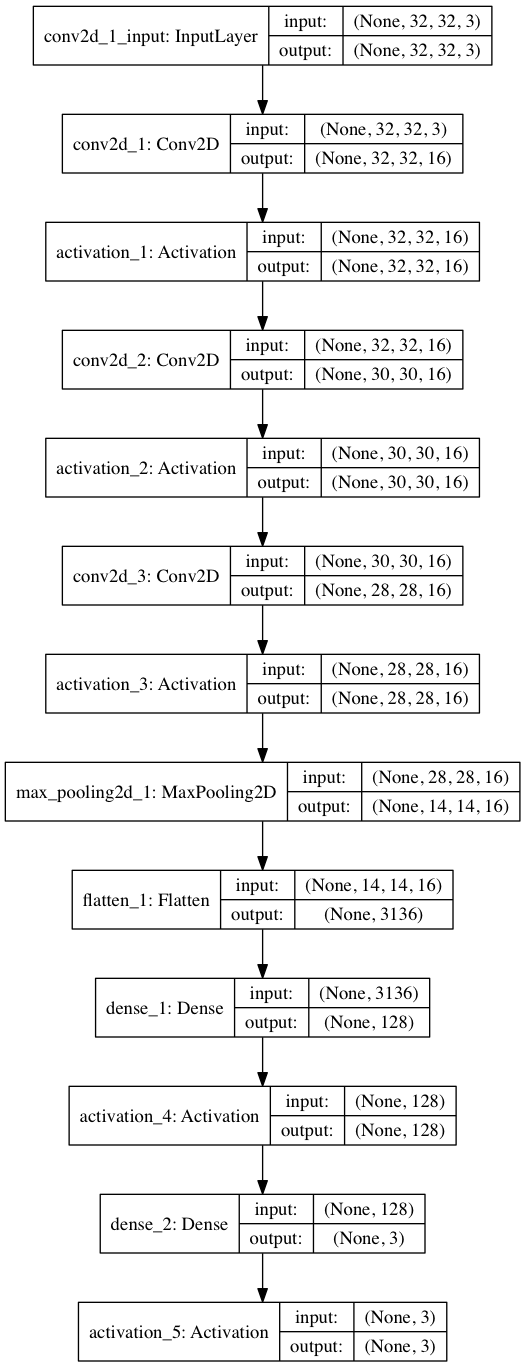 conv2d_1_input: InputLayer
input: (None, 32, 32, 3)
output: (None, 32, 32, 3)
conv2d_1: Conv2D
input: (None, 32, 32, 3)
output: (None, 32, 32, 16)
activation_1: Activation
input: (None, 32, 32, 16)
output: (None, 32, 32, 16)
conv2d_2: Conv2D
input: (None, 32, 32, 16)
output: (None, 30, 30, 16)
activation_2: Activation
input: (None, 30, 30, 16)
output: (None, 30, 30, 16)
conv2d_3: Conv2D
input: (None, 30, 30, 16)
output: (None, 28, 28, 16)
activation_3: Activation
input: (None, 28, 28, 16)
output: (None, 28, 28, 16)
max_pooling2d_1: MaxPooling2D
input: (None, 28, 28, 16)
output: (None, 14, 14, 16)
flatten_1: Flatten
input: (None, 14, 14, 16)
output: (None, 3136)
dense_1: Dense
input: (None, 3136)
output: (None, 128)
activation_4: Activation
input: (None, 128)
output: (None, 128)
dense_2: Dense
input: (None, 128)
output: (None, 3)
activation_5: Activation
input: (None, 3)
output: (None, 3)